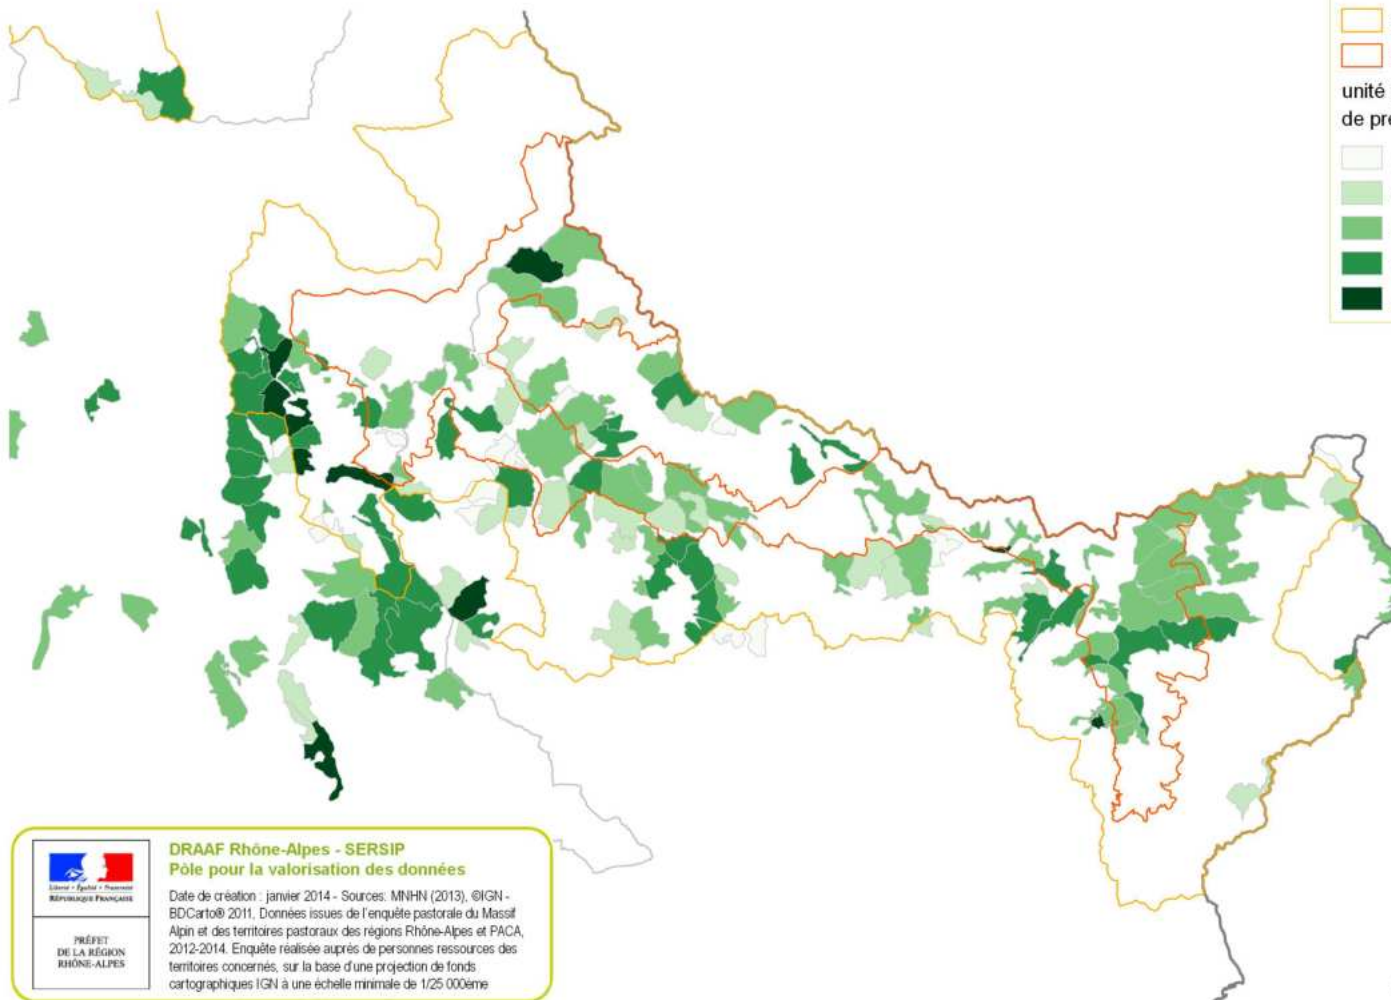 unité
de pré
DRAAF Rhône-Alpes - SERSIP
Pôle pour la valorisation des données
Date de création : janvier 2014 - Sources: MNHN (2013), ©IGN -
BDCarto® 2011, Données issues de l'enquête pastorale du Massif
Alpin et des territoires pastoraux des régions Rhône-Alpes et PACA,
2012-2014. Enquête réalisée auprès de personnes ressources des
territoires concernés, sur la base d'une projection de fonds
cartographiques IGN à une échelle minimale de 1/25 000ème
Liberté • Égalité • Fraternité
RÉPUBLIQUE FRANÇAISE
PRÉFET
DE LA RÉGION
RHÔNE-ALPES